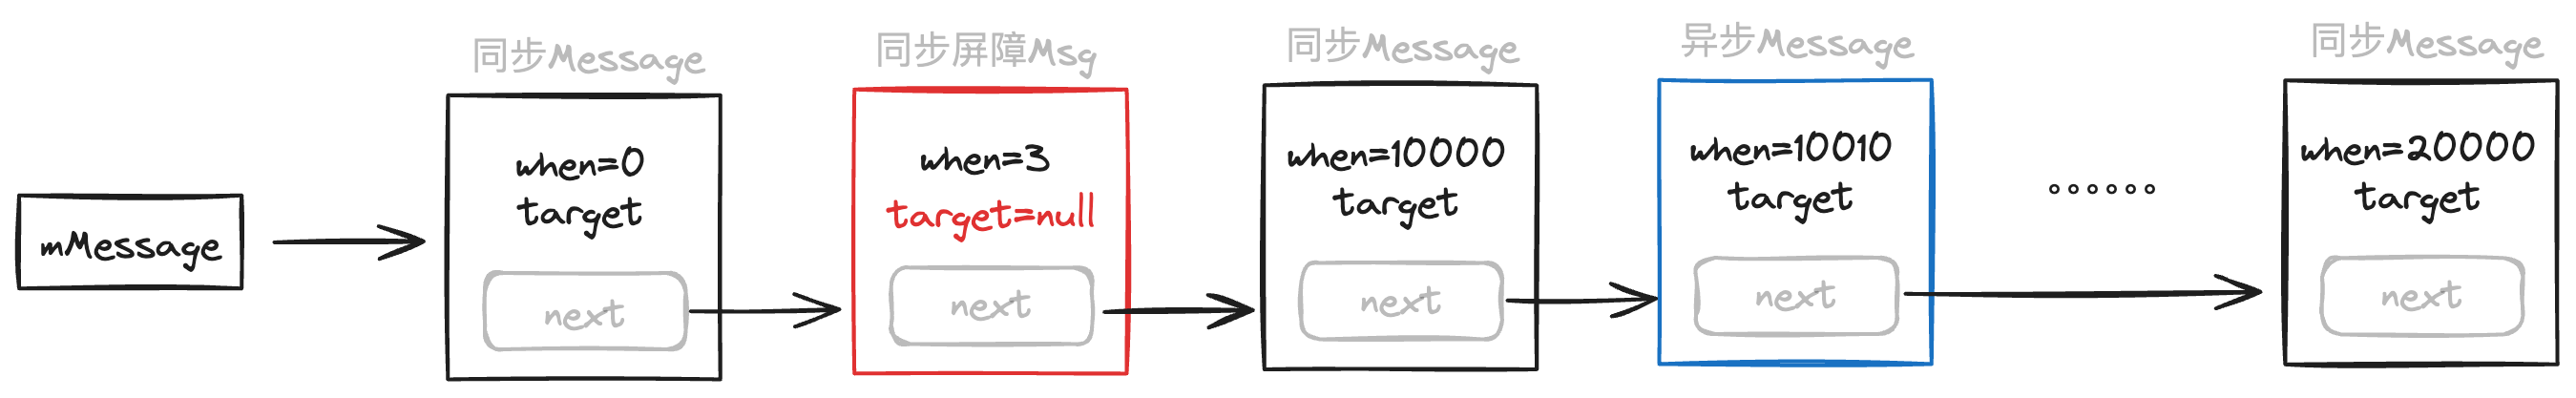 mMessage
同步Message
when=0
target
next
同步屏障Msg
when=3
target=null
next
同步Message
when=10000
target
next
异步Message
when=10010
target
next
同步Message
when=20000
target
next